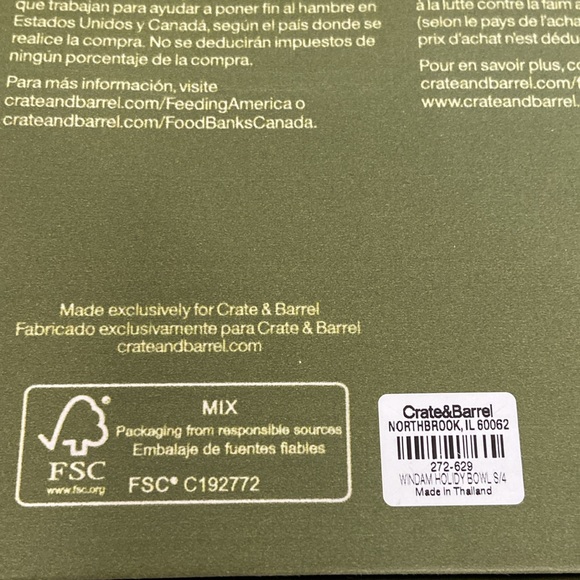 que trabajan para ayudar a poner fin al hambre en
Estados Unidos y Canadá, según el país donde se
realice la compra. No se deducirán impuestos de
ningún porcentaje de la compra.
Para más información, visite
crateandbarrel.com/FeedingAmerica o
crateandbarrel.com/FoodBanksCanada.
à la lutte contre la faim a
(selon le pays de l'acha
prix d'achat n'est dédu
Pour en savoir plus, co
crateandbarrel.com/f
www.crateandbarrel.
Made exclusively for Crate & Barrel
Fabricado exclusivamente para Crate & Barrel
crateandbarrel.com
FSC
www.fsc.org
MIX
Packaging from responsible sources
Embalaje de fuentes fiables
FSC® C192772
Crate&Barrel
NORTHBROOK, IL 60062
272-629
WINDAM HOLIDY BOWL S/4
Made in Thailand